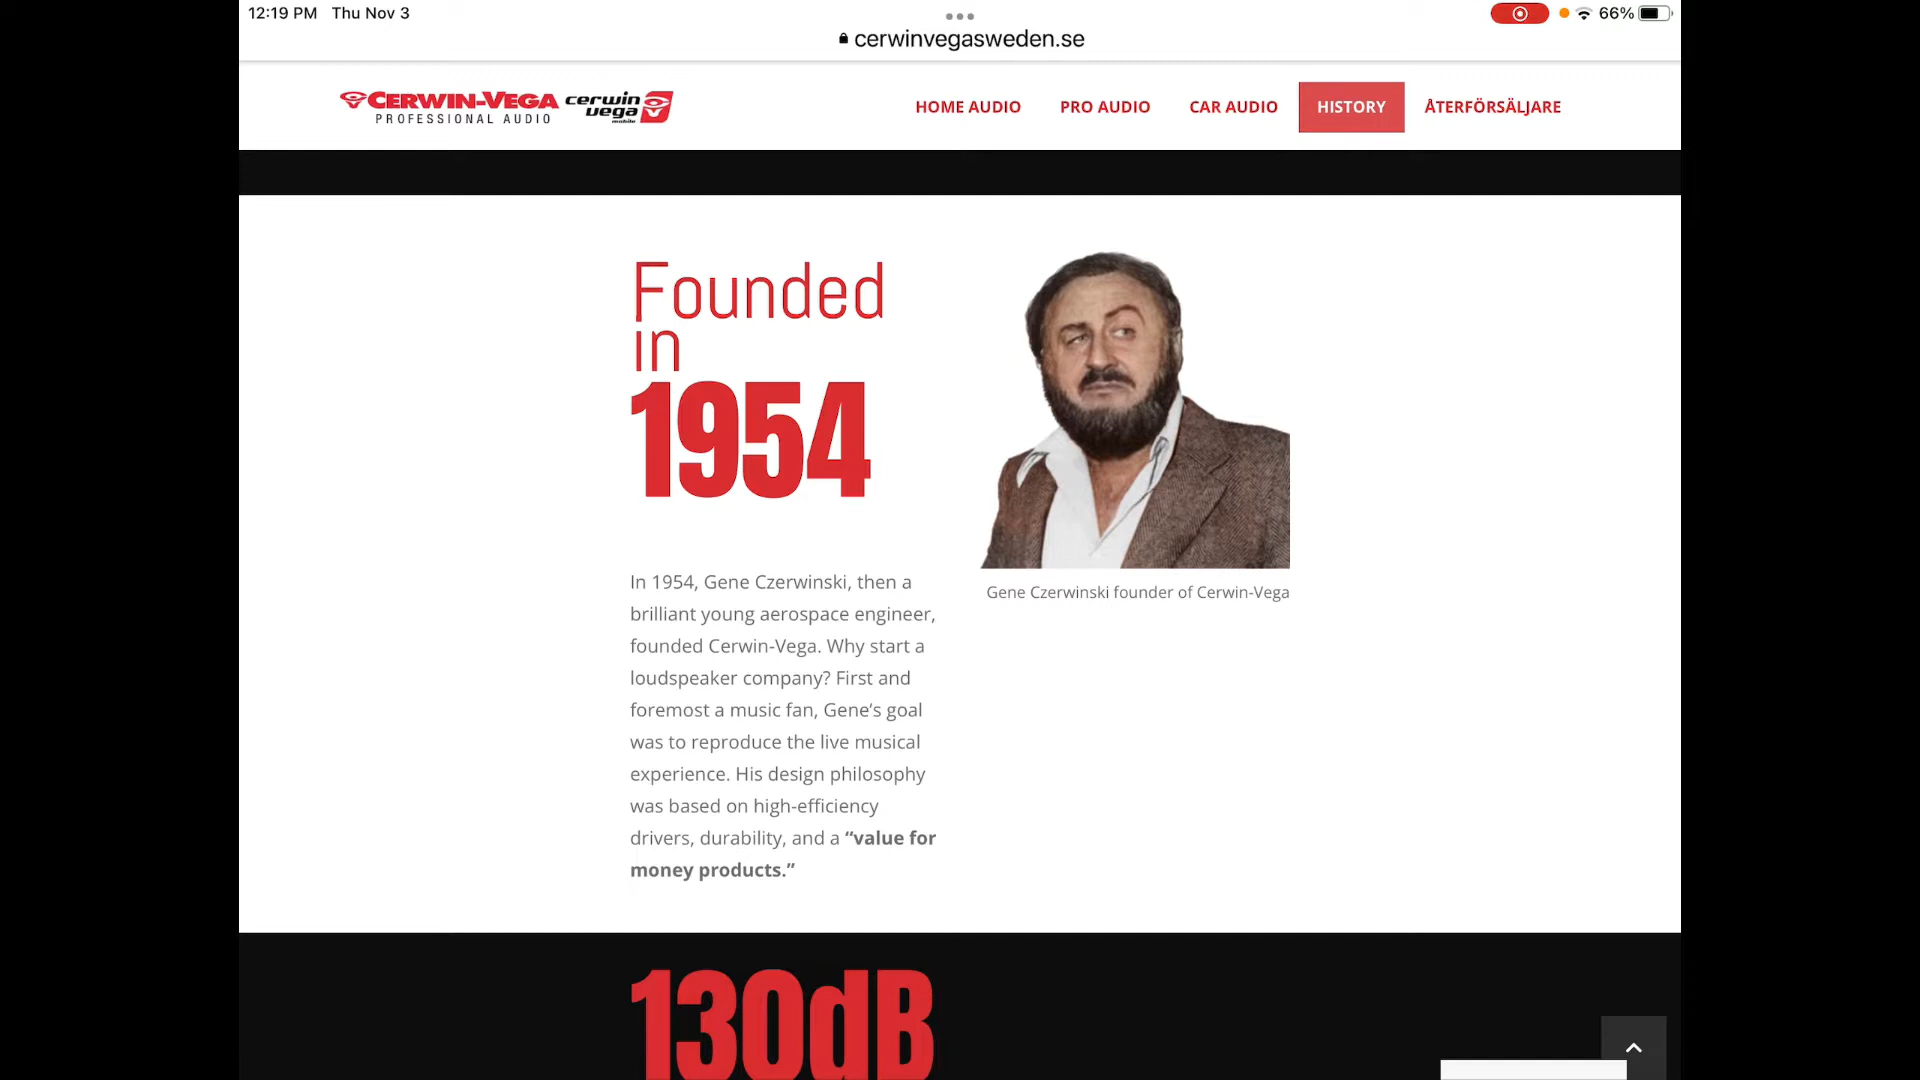 12:19 PM Thu Nov 3
66%
cerwinvegasweden.se
CERWIN-VEGA
PROFESSIONAL AUDIO
cerwin
vega
mobile
HOME AUDIO PRO AUDIO CAR AUDIO HISTORY ÅTERFÖRSÄLJARE
Founded
in
1954
In 1954, Gene Czerwinski, then a
brilliant young aerospace engineer,
founded Cerwin-Vega. Why start a
loudspeaker company? First and
foremost a music fan, Gene’s goal
was to reproduce the live musical
experience. His design philosophy
was based on high-efficiency
drivers, durability, and a “value for
money products.”
Gene Czerwinski founder of Cerwin-Vega
130dB